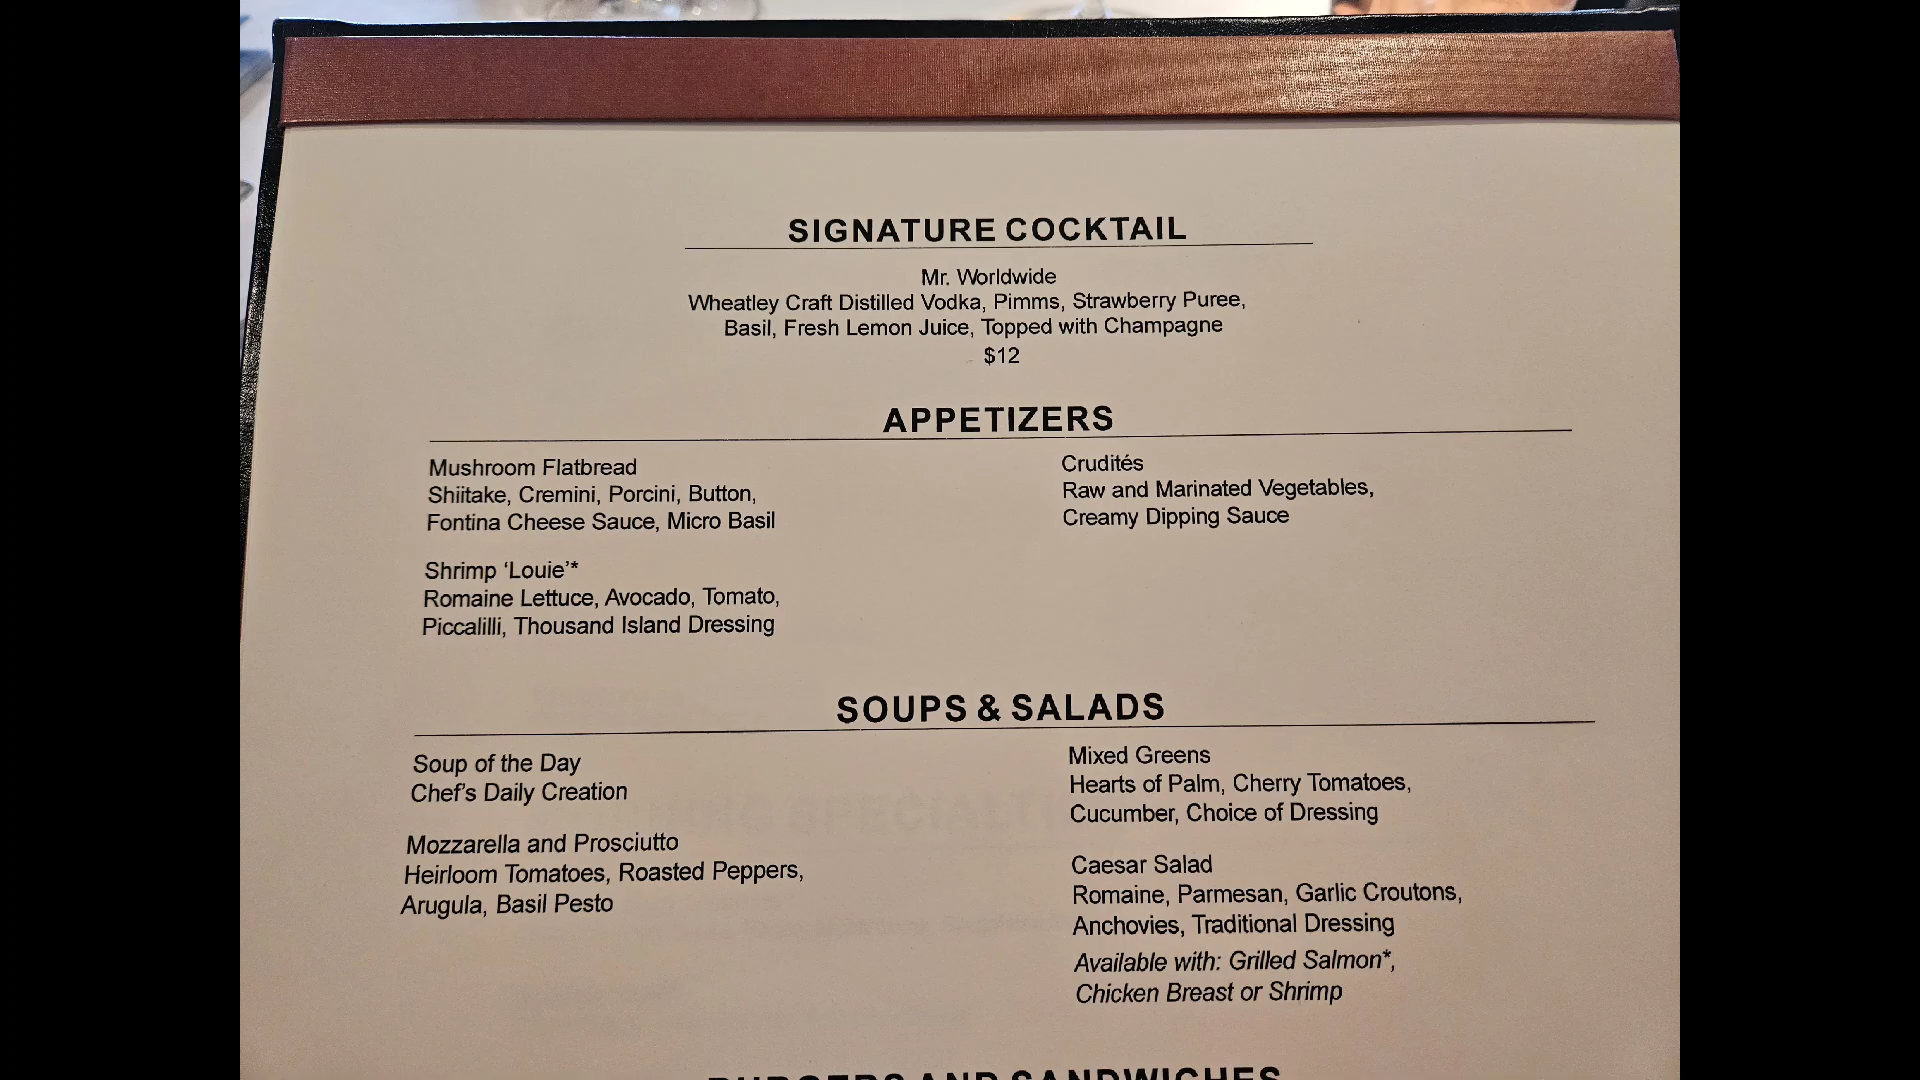 SIGNATURE COCKTAIL
Mr. Worldwide
Wheatley Craft Distilled Vodka, Pimms, Strawberry Puree,
Basil, Fresh Lemon Juice, Topped with Champagne
$12
APPETIZERS
Mushroom Flatbread
Shiitake, Cremini, Porcini, Button,
Fontina Cheese Sauce, Micro Basil
Shrimp ‘Louie’*
Romaine Lettuce, Avocado, Tomato,
Piccalilli, Thousand Island Dressing
Crudités
Raw and Marinated Vegetables,
Creamy Dipping Sauce
SOUPS & SALADS
Soup of the Day
Chef's Daily Creation
Mozzarella and Prosciutto
Heirloom Tomatoes, Roasted Peppers,
Arugula, Basil Pesto
Mixed Greens
Hearts of Palm, Cherry Tomatoes,
Cucumber, Choice of Dressing
Caesar Salad
Romaine, Parmesan, Garlic Croutons,
Anchovies, Traditional Dressing
Available with: Grilled Salmon*,
Chicken Breast or Shrimp
BURGERS AND SANDWICHES